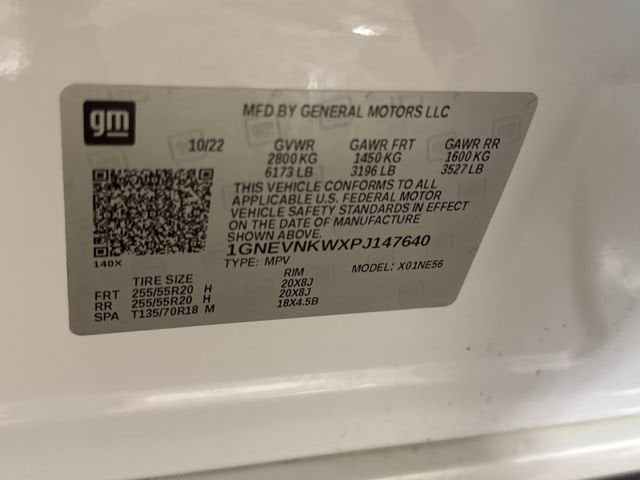 gm
MFD BY GENERAL MOTORS LLC
10/22 GVWR GAWR FRT GAWR RR
2800 KG 1450 KG 1600 KG
6173 LB 3196 LB 3527 LB
THIS VEHICLE CONFORMS TO ALL
APPLICABLE U.S. FEDERAL MOTOR
VEHICLE SAFETY STANDARDS IN EFFECT
ON THE DATE OF MANUFACTURE
SHOWN ABOVE.
1GNEVNKWXPJ147640
140X TYPE: MPV MODEL: X01NE56
TIRE SIZE RIM
FRT 255/55R20 H 20X8J
RR 255/55R20 H 20X8J
SPA T135/70R18 M 18X4.5B